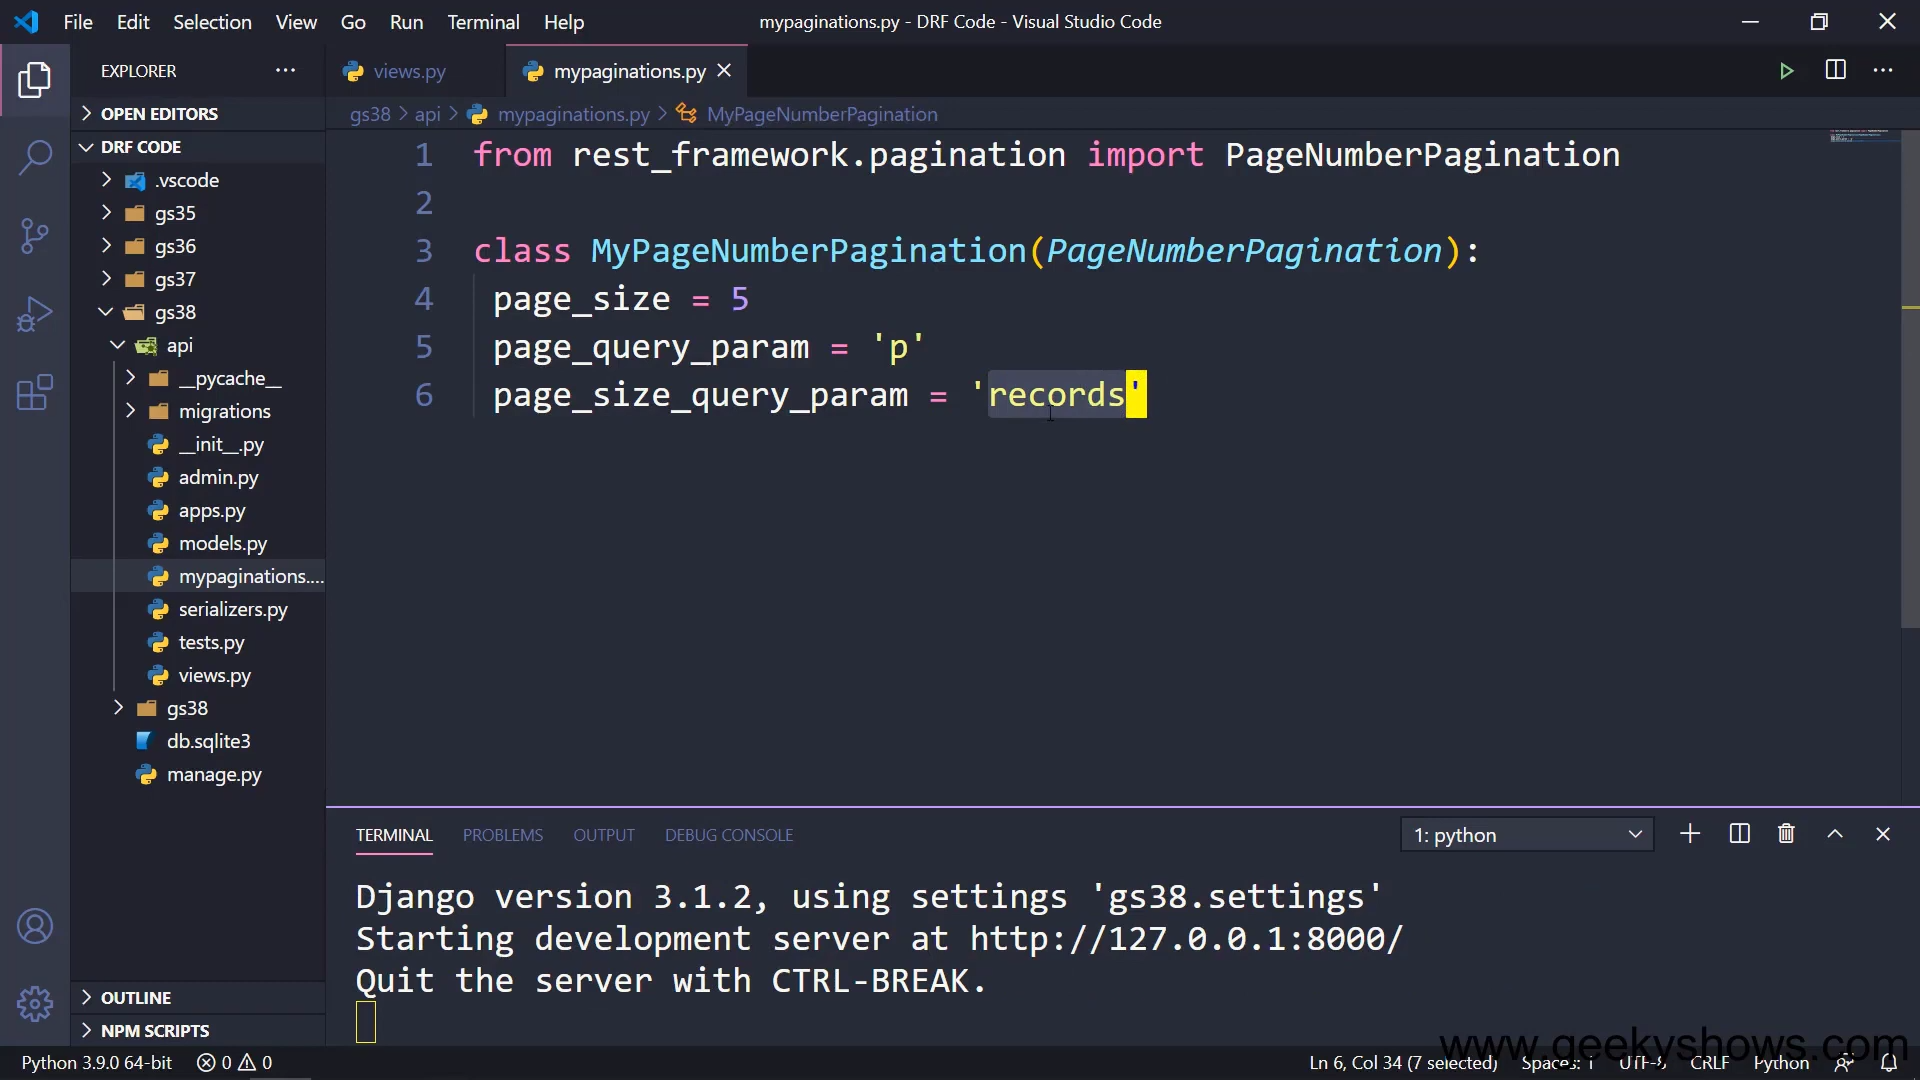 File Edit Selection View Go Run Terminal Help mypaginations.py - DRF Code - Visual Studio Code
EXPLORER
views.py
mypaginations.py
OPEN EDITORS
gs38 > api > mypaginations.py > MyPageNumberPagination
DRF CODE
.vscode
gs35
gs36
gs37
gs38
api
__pycache__
migrations
__init__.py
admin.py
apps.py
models.py
mypaginations....
serializers.py
tests.py
views.py
gs38
db.sqlite3
manage.py
OUTLINE
NPM SCRIPTS
1 from rest_framework.pagination import PageNumberPagination
2
3 class MyPageNumberPagination(PageNumberPagination):
4 page_size = 5
5 page_query_param = 'p'
6 page_size_query_param = 'records'
TERMINAL PROBLEMS OUTPUT DEBUG CONSOLE 1: python
Django version 3.1.2, using settings 'gs38.settings'
Starting development server at http://127.0.0.1:8000/
Quit the server with CTRL-BREAK.
www.geekyshows.com
Python 3.9.0 64-bit 0 0 Ln 6, Col 34 (7 selected) Spaces: 1 UTF-8 CRLF Python